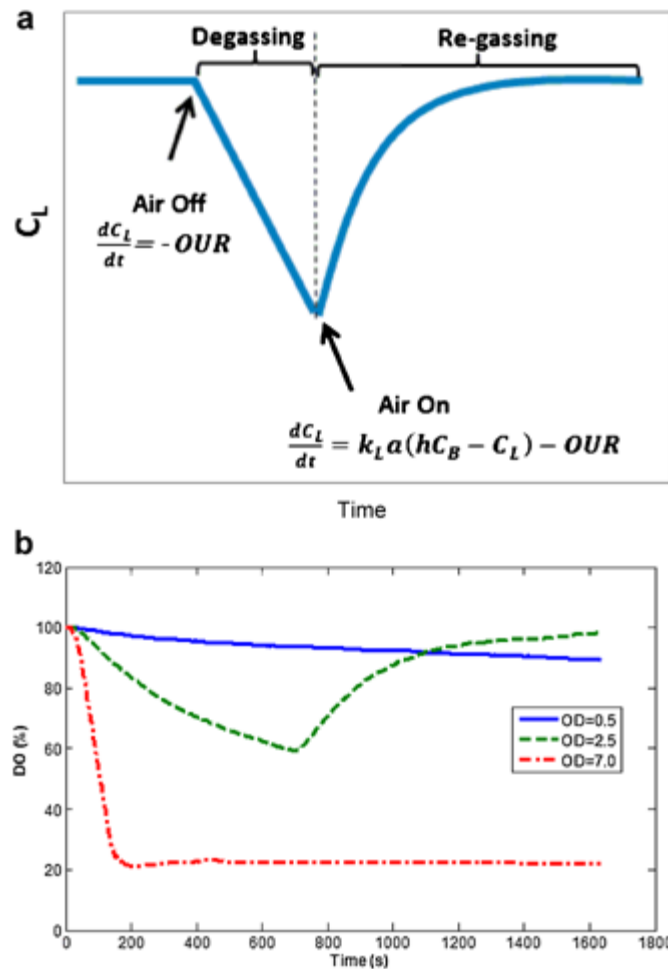 a
Degassing
Re-gassing
C_L
Air Off
dC_L/dt = - OUR
Air On
dC_L/dt = k_L a(hC_B − C_L) − OUR
Time
b
120
100
80
60
40
20
0
DO (%)
OD=0.5
OD=2.5
OD=7.0
0 200 400 600 800 1000 1200 1400 1600 1800
Time (s)